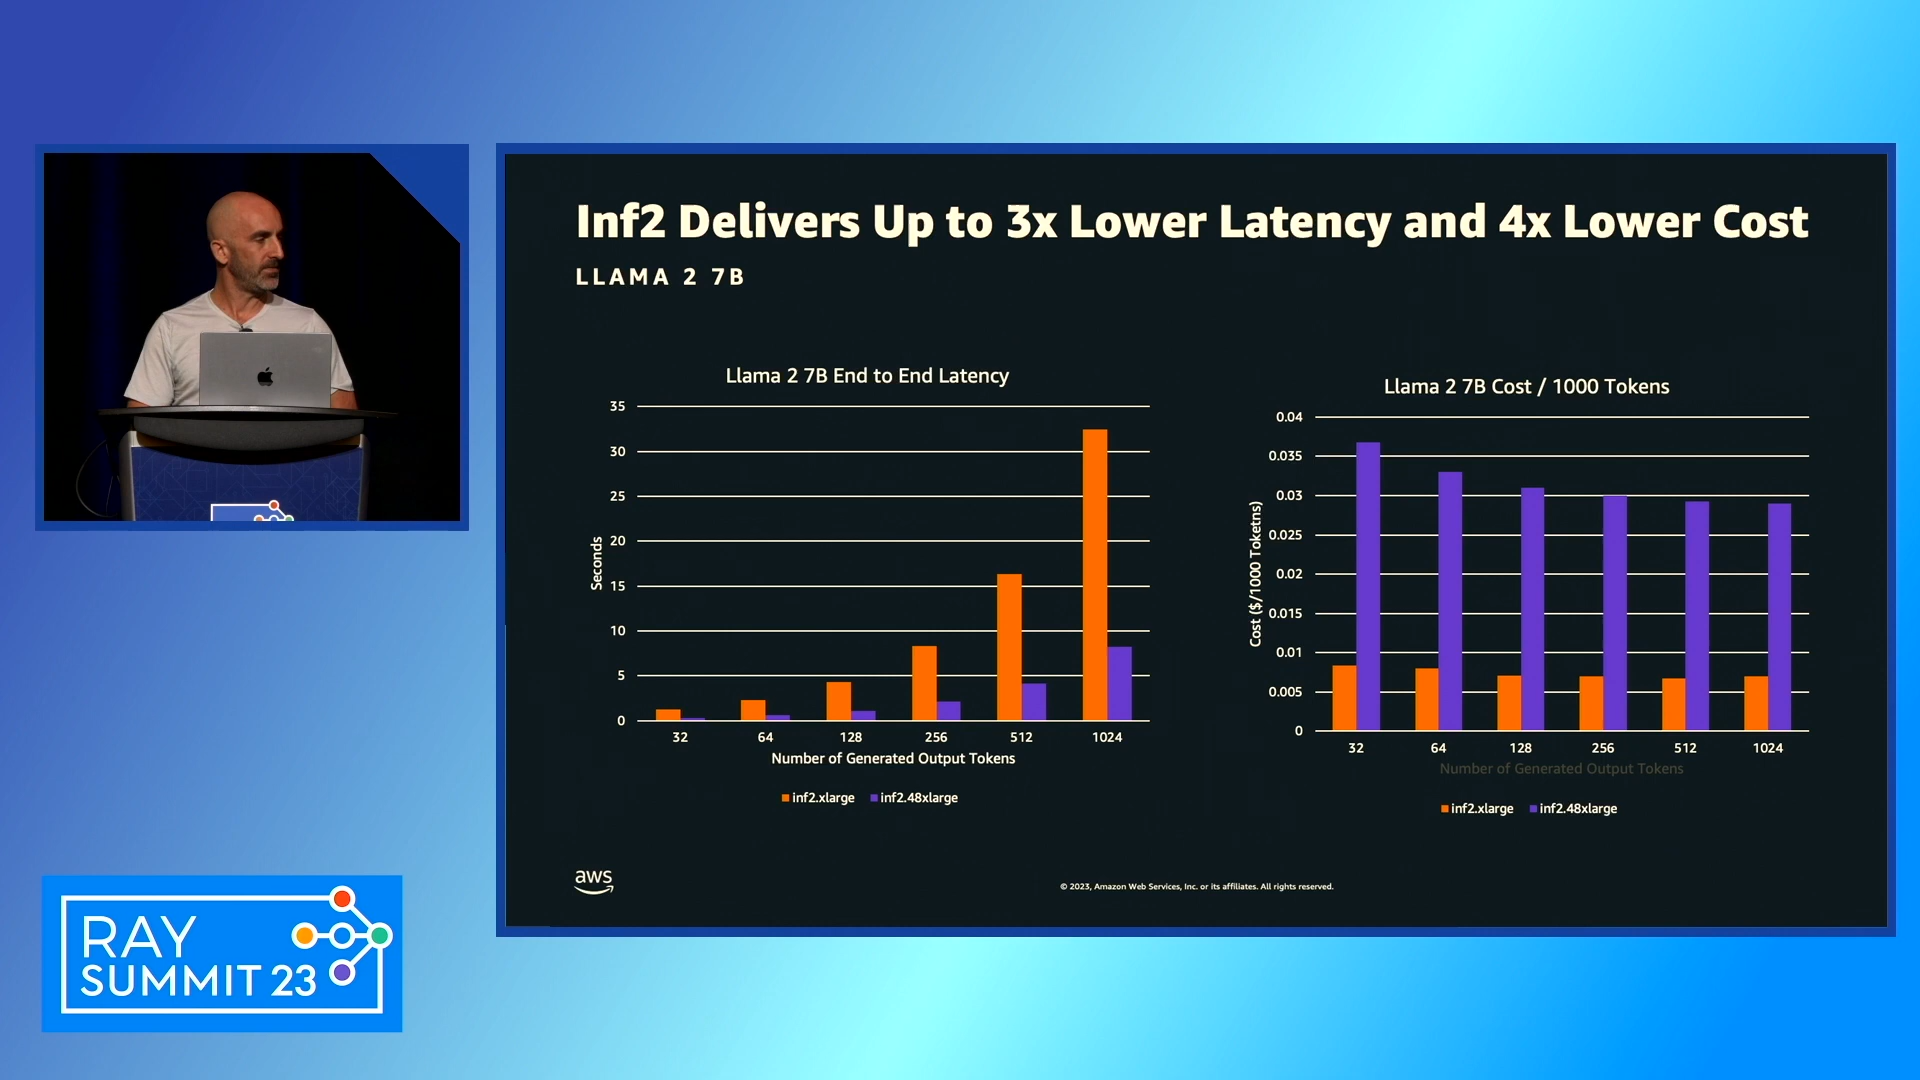 Inf2 Delivers Up to 3x Lower Latency and 4x Lower Cost
LLAMA 2 7B
Llama 2 7B End to End Latency
35
30
25
20
15
10
5
0
Seconds
32 64 128 256 512 1024
Number of Generated Output Tokens
inf2.xlarge inf2.48xlarge
Llama 2 7B Cost / 1000 Tokens
0.04
0.035
0.03
0.025
0.02
0.015
0.01
0.005
0
Cost ($/1000 Toketns)
32 64 128 256 512 1024
Number of Generated Output Tokens
inf2.xlarge inf2.48xlarge
aws
© 2023, Amazon Web Services, Inc. or its affiliates. All rights reserved.
RAY
SUMMIT 23